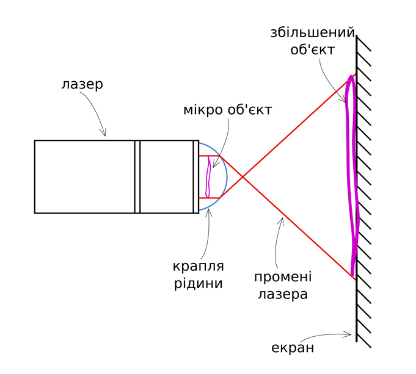 збільшений
об'єкт
лазер
мікро об'єкт
крапля
рідини
промені
лазера
екран